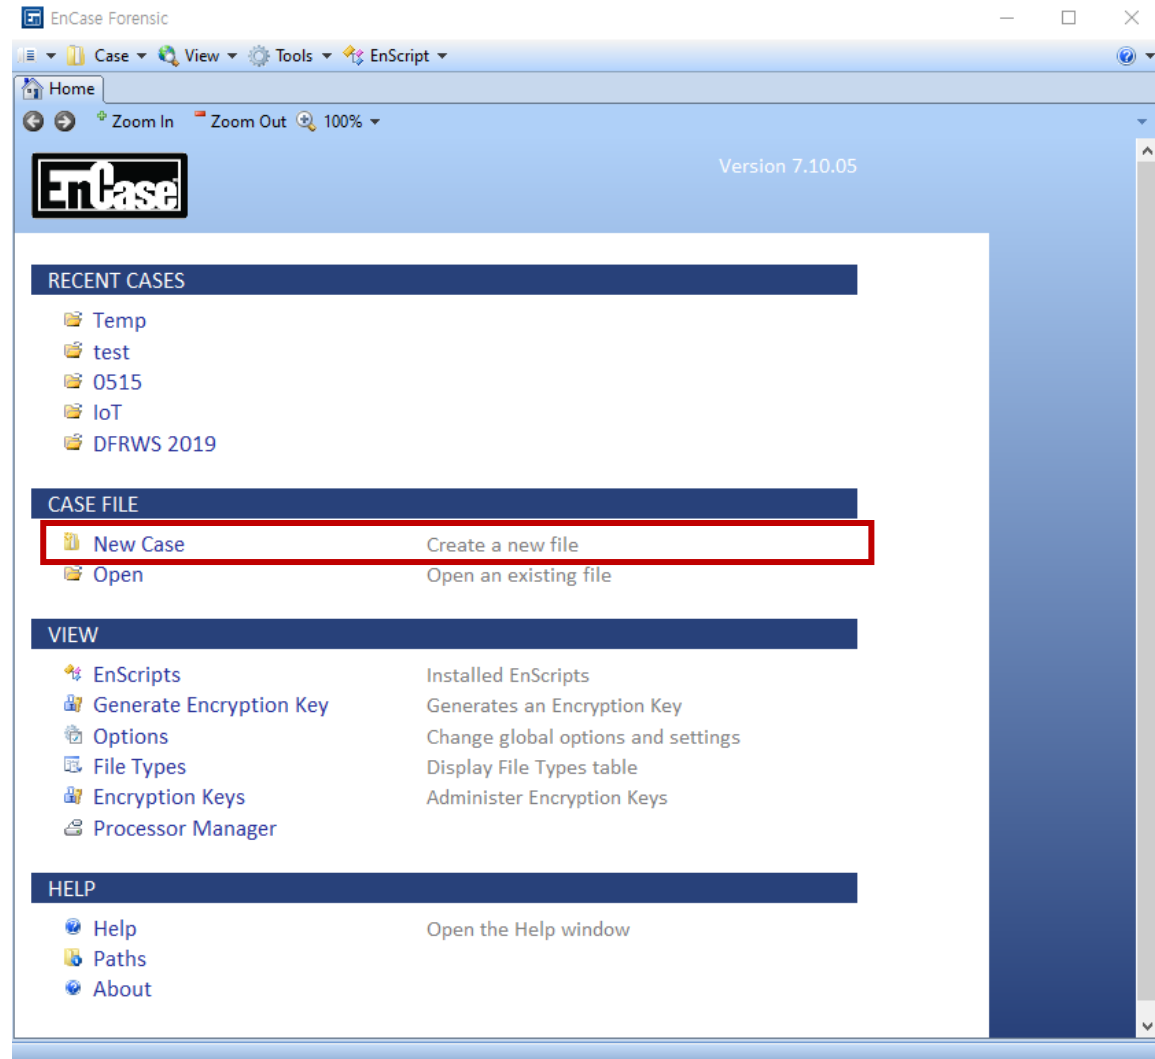 EnCase Forensic
Case View Tools EnScript
Home
Zoom In Zoom Out 100%
EnCase
Version 7.10.05
RECENT CASES
Temp
test
0515
IoT
DFRWS 2019
CASE FILE
New Case Create a new file
Open Open an existing file
VIEW
EnScripts Installed EnScripts
Generate Encryption Key Generates an Encryption Key
Options Change global options and settings
File Types Display File Types table
Encryption Keys Administer Encryption Keys
Processor Manager
HELP
Help Open the Help window
Paths
About